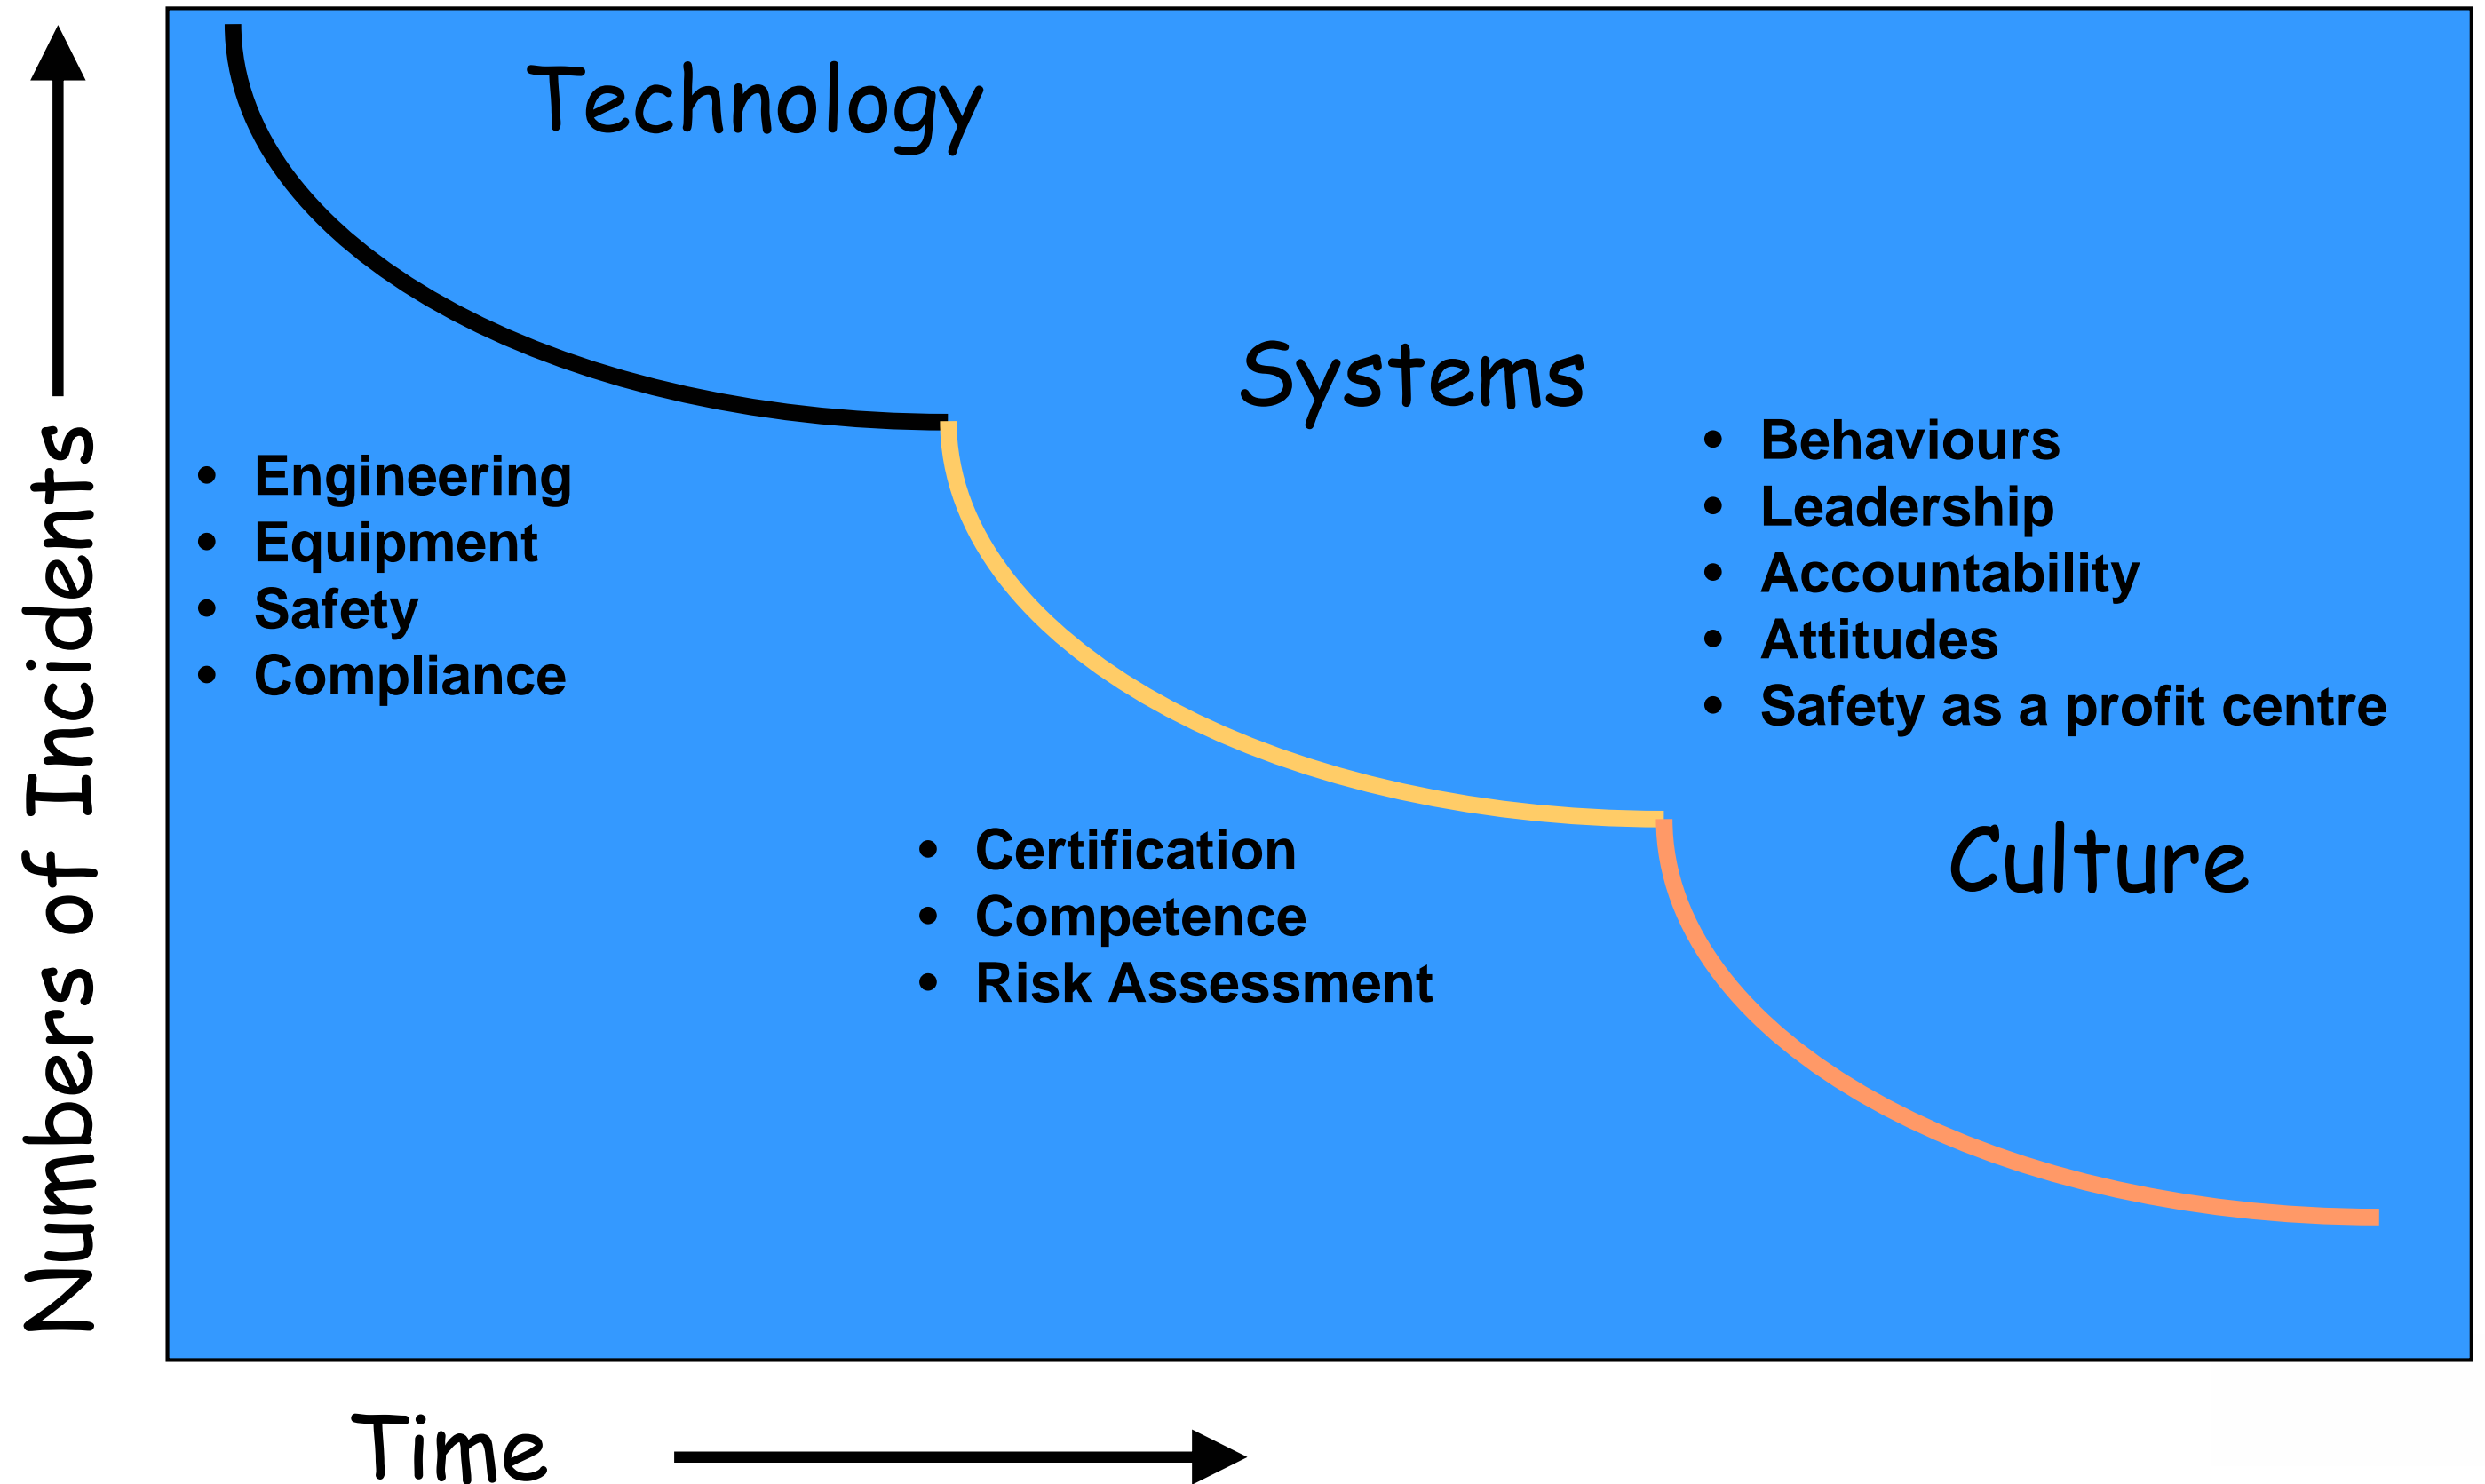 Technology
Systems
• Engineering
• Equipment
• Safety
• Compliance
• Behaviours
• Leadership
• Accountability
• Attitudes
• Safety as a profit centre
• Certification
• Competence
• Risk Assessment
Culture
Numbers of Incidents
Time